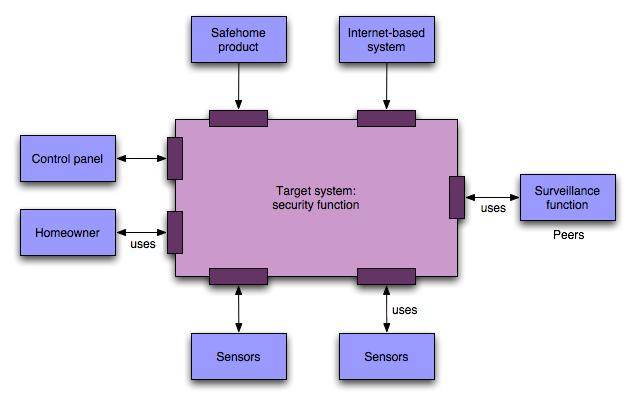 Safehome
product
Internet-based
system
Control panel
Target system:
security function
Surveillance
function
uses
Peers
Homeowner
uses
uses
Sensors
Sensors